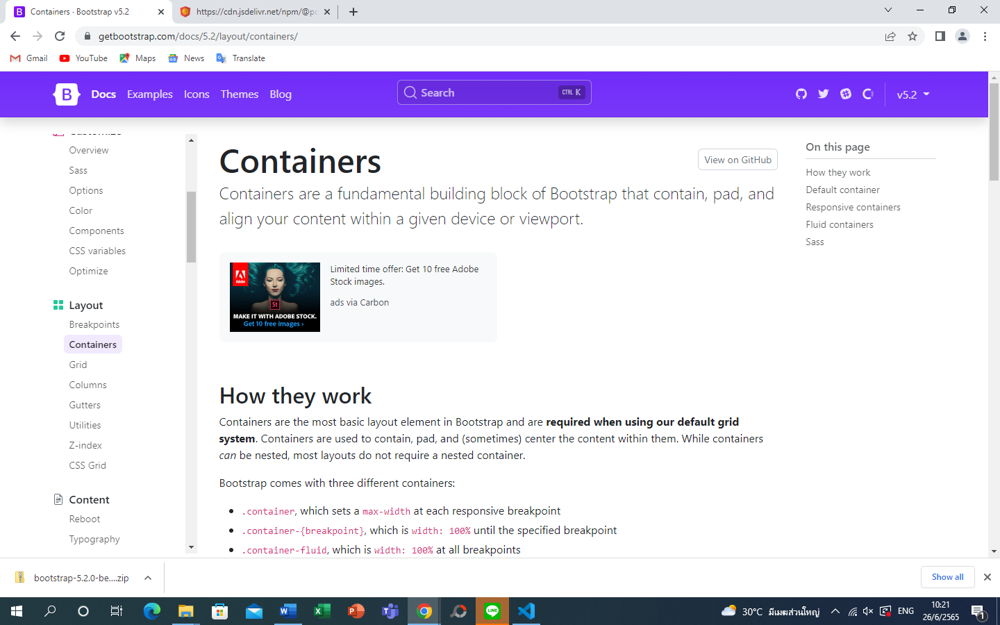 Containers · Bootstrap v5.2
https://cdn.jsdelivr.net/npm/@po
getbootstrap.com/docs/5.2/layout/containers/
Gmail YouTube Maps News Translate
B Docs Examples Icons Themes Blog
Search CTRL K
v5.2
Customize
Overview
Sass
Options
Color
Components
CSS variables
Optimize
Layout
Breakpoints
Containers
Grid
Columns
Gutters
Utilities
Z-index
CSS Grid
Content
Reboot
Typography
Containers
View on GitHub
Containers are a fundamental building block of Bootstrap that contain, pad, and
align your content within a given device or viewport.
Adobe
St
MAKE IT WITH ADOBE STOCK.
Get 10 free images ›
Limited time offer: Get 10 free Adobe
Stock images.
ads via Carbon
How they work
Containers are the most basic layout element in Bootstrap and are required when using our default grid
system. Containers are used to contain, pad, and (sometimes) center the content within them. While containers
can be nested, most layouts do not require a nested container.
Bootstrap comes with three different containers:
• .container, which sets a max-width at each responsive breakpoint
• .container-{breakpoint}, which is width: 100% until the specified breakpoint
• .container-fluid, which is width: 100% at all breakpoints
On this page
How they work
Default container
Responsive containers
Fluid containers
Sass
bootstrap-5.2.0-be....zip
Show all
30°C มีเมฆส่วนใหญ่
ENG
10:21
26/6/2565
1